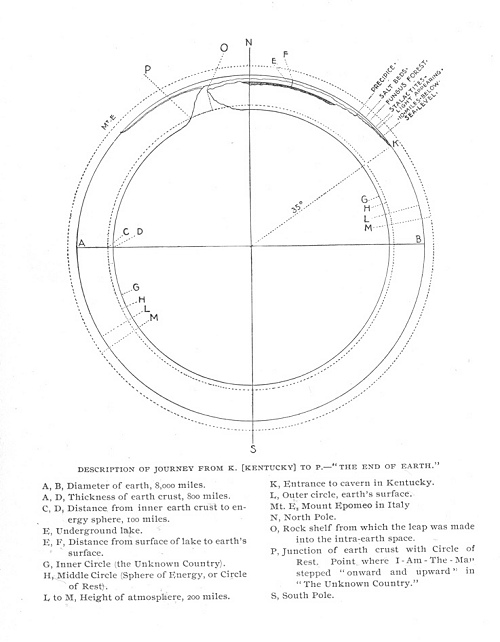 O
N
P
E
F
PRECIPICE-
SALT BEDS-
FUNGUS FOREST.
STALACTITES-
LIGHT APPEARING.
SEA-LEVEL.
Mt-E
K
35°
G
H
L
M
A
C D
B
G
H
L
M
S
DESCRIPTION OF JOURNEY FROM K. [KENTUCKY] TO P.—"THE END OF EARTH."
A, B, Diameter of earth, 8,000 miles.
A, D, Thickness of earth crust, 800 miles.
C, D, Distance from inner earth crust to en-
ergy sphere, 100 miles.
E, Underground lake.
E, F, Distance from surface of lake to earth's
surface.
G, Inner Circle (the Unknown Country).
H, Middle Circle (Sphere of Energy, or Circle
of Rest).
L to M, Height of atmosphere, 200 miles.
K, Entrance to cavern in Kentucky.
L, Outer circle, earth's surface.
Mt. E, Mount Epomeo in Italy
N, North Pole.
O, Rock shelf from which the leap was made
into the intra-earth space.
P, Junction of earth crust with Circle of
Rest. Point where I-Am-The-Man
stepped "onward and upward" in
"The Unknown Country."
S, South Pole.